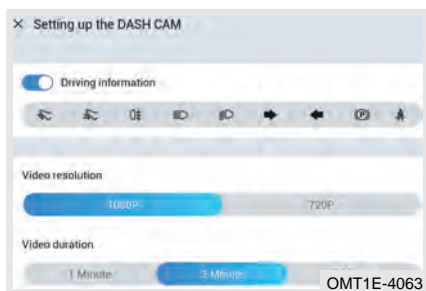 × Setting up the DASH CAM
Driving information
Video resolution
1080P 720P
Video duration
1 Minute 3 Minute
OMT1E-4063